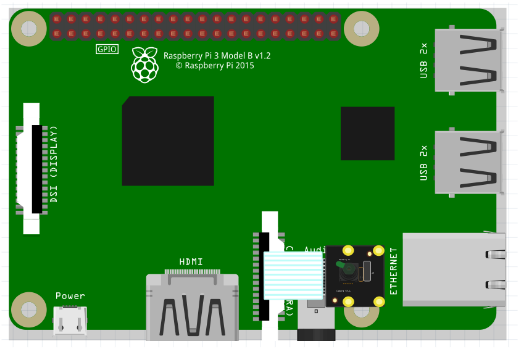 GPIO
Raspberry Pi 3 Model B v1.2
© Raspberry Pi 2015
USB 2x
DSI (DISPLAY)
USB 2x
HDMI
ETHERNET
Power